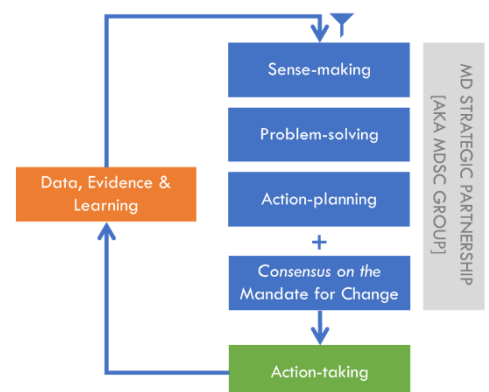 Sense-making
Problem-solving
Data, Evidence &
Learning
Action-planning
+
Consensus on the
Mandate for Change
Action-taking
MD STRATEGIC PARTNERSHIP
[AKA MDSC GROUP]